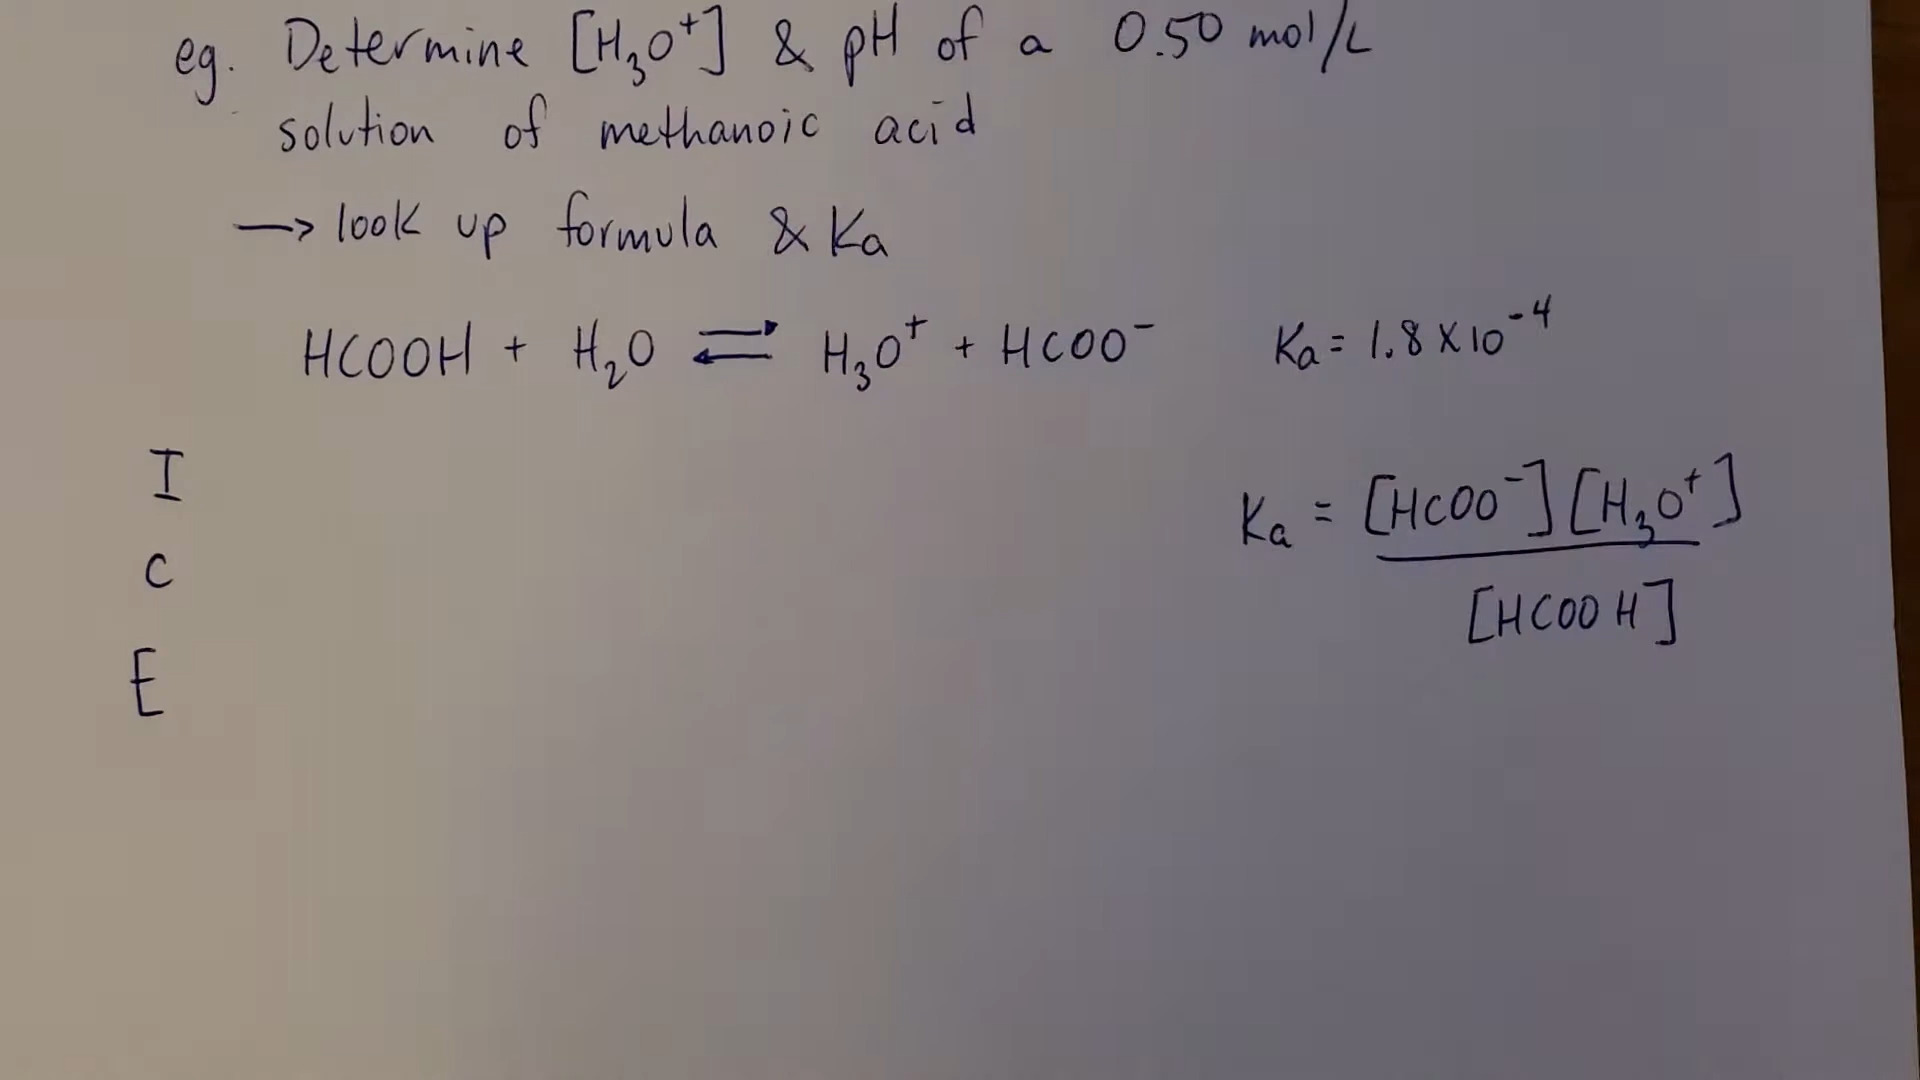 eg. Determine [H₃O⁺] & pH of a 0.50 mol/L
solution of methanoic acid
→ look up formula & Ka
HCOOH + H₂O ⇌ H₃O⁺ + HCOO⁻ Ka = 1.8 x 10⁻⁴
I
Ka = [HCOO⁻][H₃O⁺]
C
[HCOOH]
E